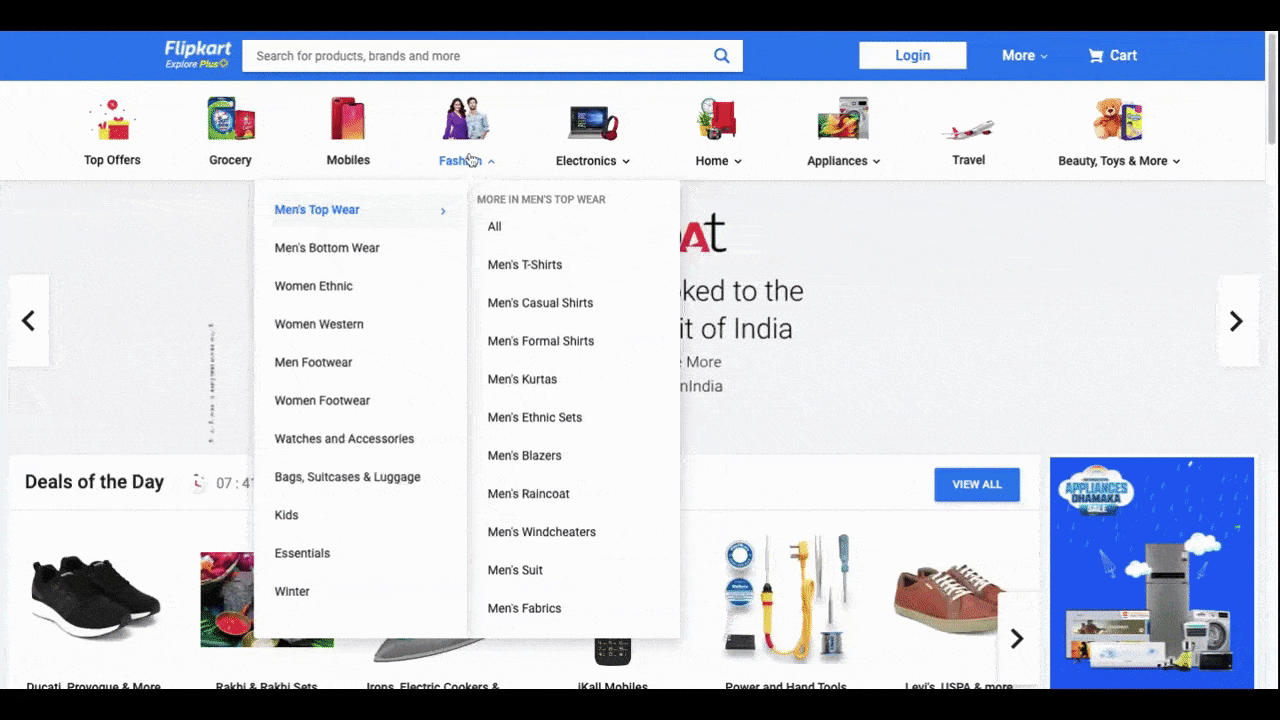 Flipkart
Explore Plus
Search for products, brands and more
Login
More
Cart
Top Offers
Grocery
Mobiles
Fashion
Electronics
Home
Appliances
Travel
Beauty, Toys & More
Men's Top Wear
Men's Bottom Wear
Women Ethnic
Women Western
Men Footwear
Women Footwear
Watches and Accessories
Bags, Suitcases & Luggage
Kids
Essentials
Winter
MORE IN MEN'S TOP WEAR
All
Men's T-Shirts
Men's Casual Shirts
Men's Formal Shirts
Men's Kurtas
Men's Ethnic Sets
Men's Blazers
Men's Raincoat
Men's Windcheaters
Men's Suit
Men's Fabrics
At
ked to the
it of India
More
nIndia
Deals of the Day
07 : 41
VIEW ALL
APPLIANCES
DHAMAKA
SALE
Ducati, Provogue & More
Rakhi & Rakhi Sets
Irons, Electric Cookers &
iKall Mobiles
Power and Hand Tools
Levi's, USPA & more